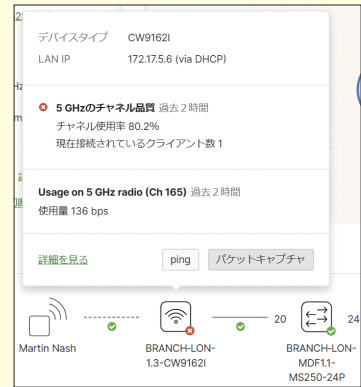 デバイスタイプ CW9162I
LAN IP 172.17.5.6 (via DHCP)
5 GHzのチャネル品質 過去２時間
チャネル使用率 80.2%
現在接続されているクライアント数 1
Usage on 5 GHz radio (Ch 165) 過去２時間
使用量 136 bps
詳細を見る ping パケットキャプチャ
20 24
Martin Nash BRANCH-LON- BRANCH-LON-
1.3-CW9162I MDF1.1-
MS250-24P